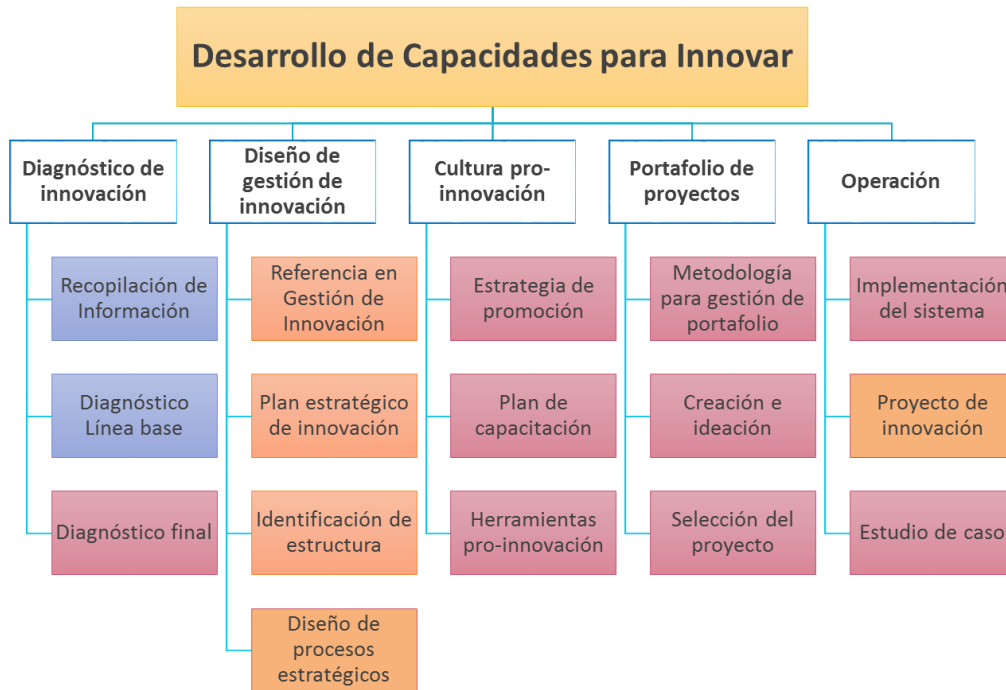 Desarrollo de Capacidades para Innovar
Diagnóstico de
innovación
Diseño de
gestión de
innovación
Cultura pro-
innovación
Portafolio de
proyectos
Operación
Recopilación de
Información
Diagnóstico
Línea base
Diagnóstico final
Referencia en
Gestión de
Innovación
Plan estratégico
de innovación
Identificación de
estructura
Diseño de
procesos
estratégicos
Estrategia de
promoción
Plan de
capacitación
Herramientas
pro-innovación
Metodología
para gestión de
portafolio
Creación e
ideación
Selección del
proyecto
Implementación
del sistema
Proyecto de
innovación
Estudio de caso